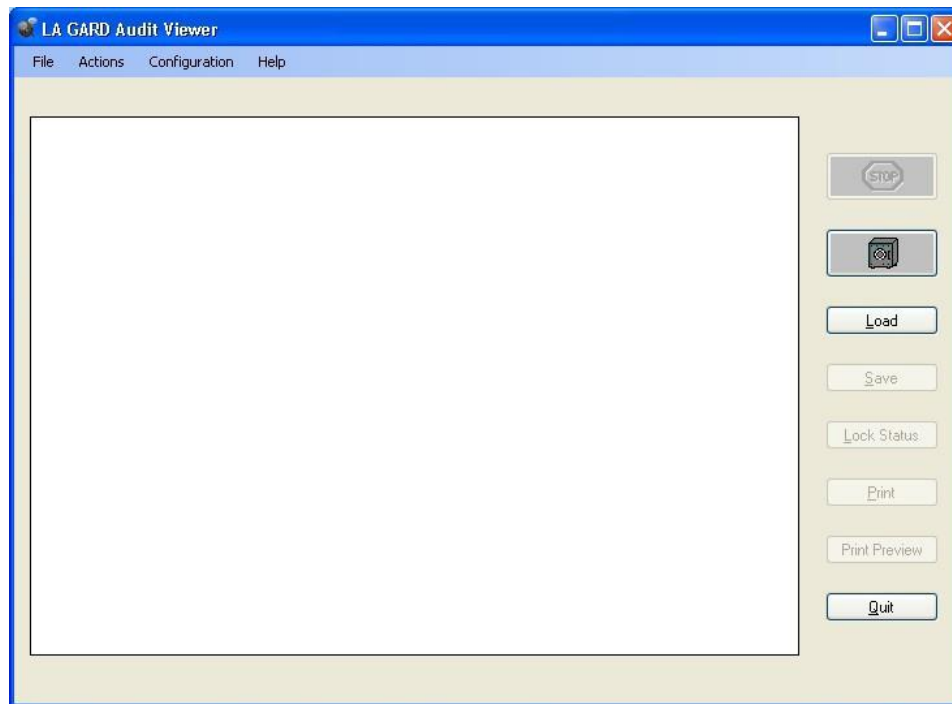 LA GARD Audit Viewer
File Actions Configuration Help
STOP
Load
Save
Lock Status
Print
Print Preview
Quit